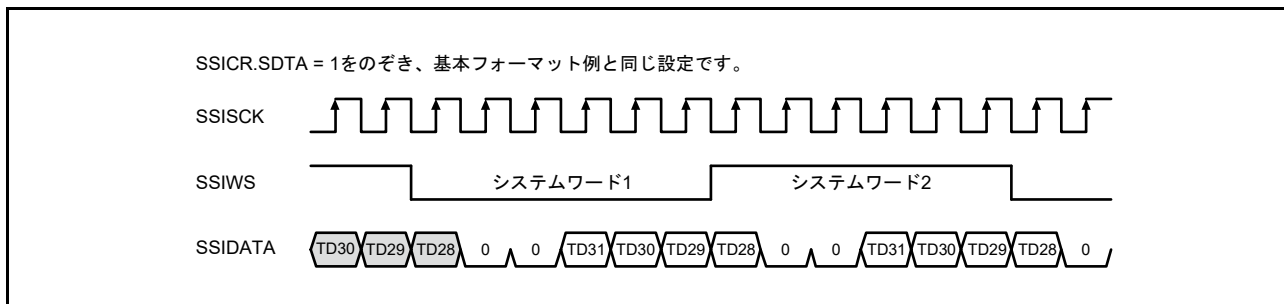 SSICR.SDTA = 1をのぞき、基本フォーマット例と同じ設定です。
SSISCK
SSIWS システムワード1 システムワード2
SSIDATA TD30 TD29 TD28 0 0 TD31 TD30 TD29 TD28 0 0 TD31 TD30 TD29 TD28 0